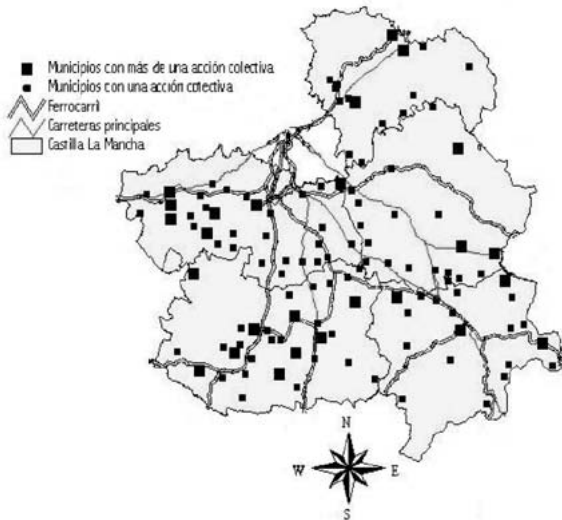 Municipios con más de una acción colectiva
Municipios con una acción colectiva
Ferrocarril
Carreteras principales
Castilla La Mancha
N
W E
S